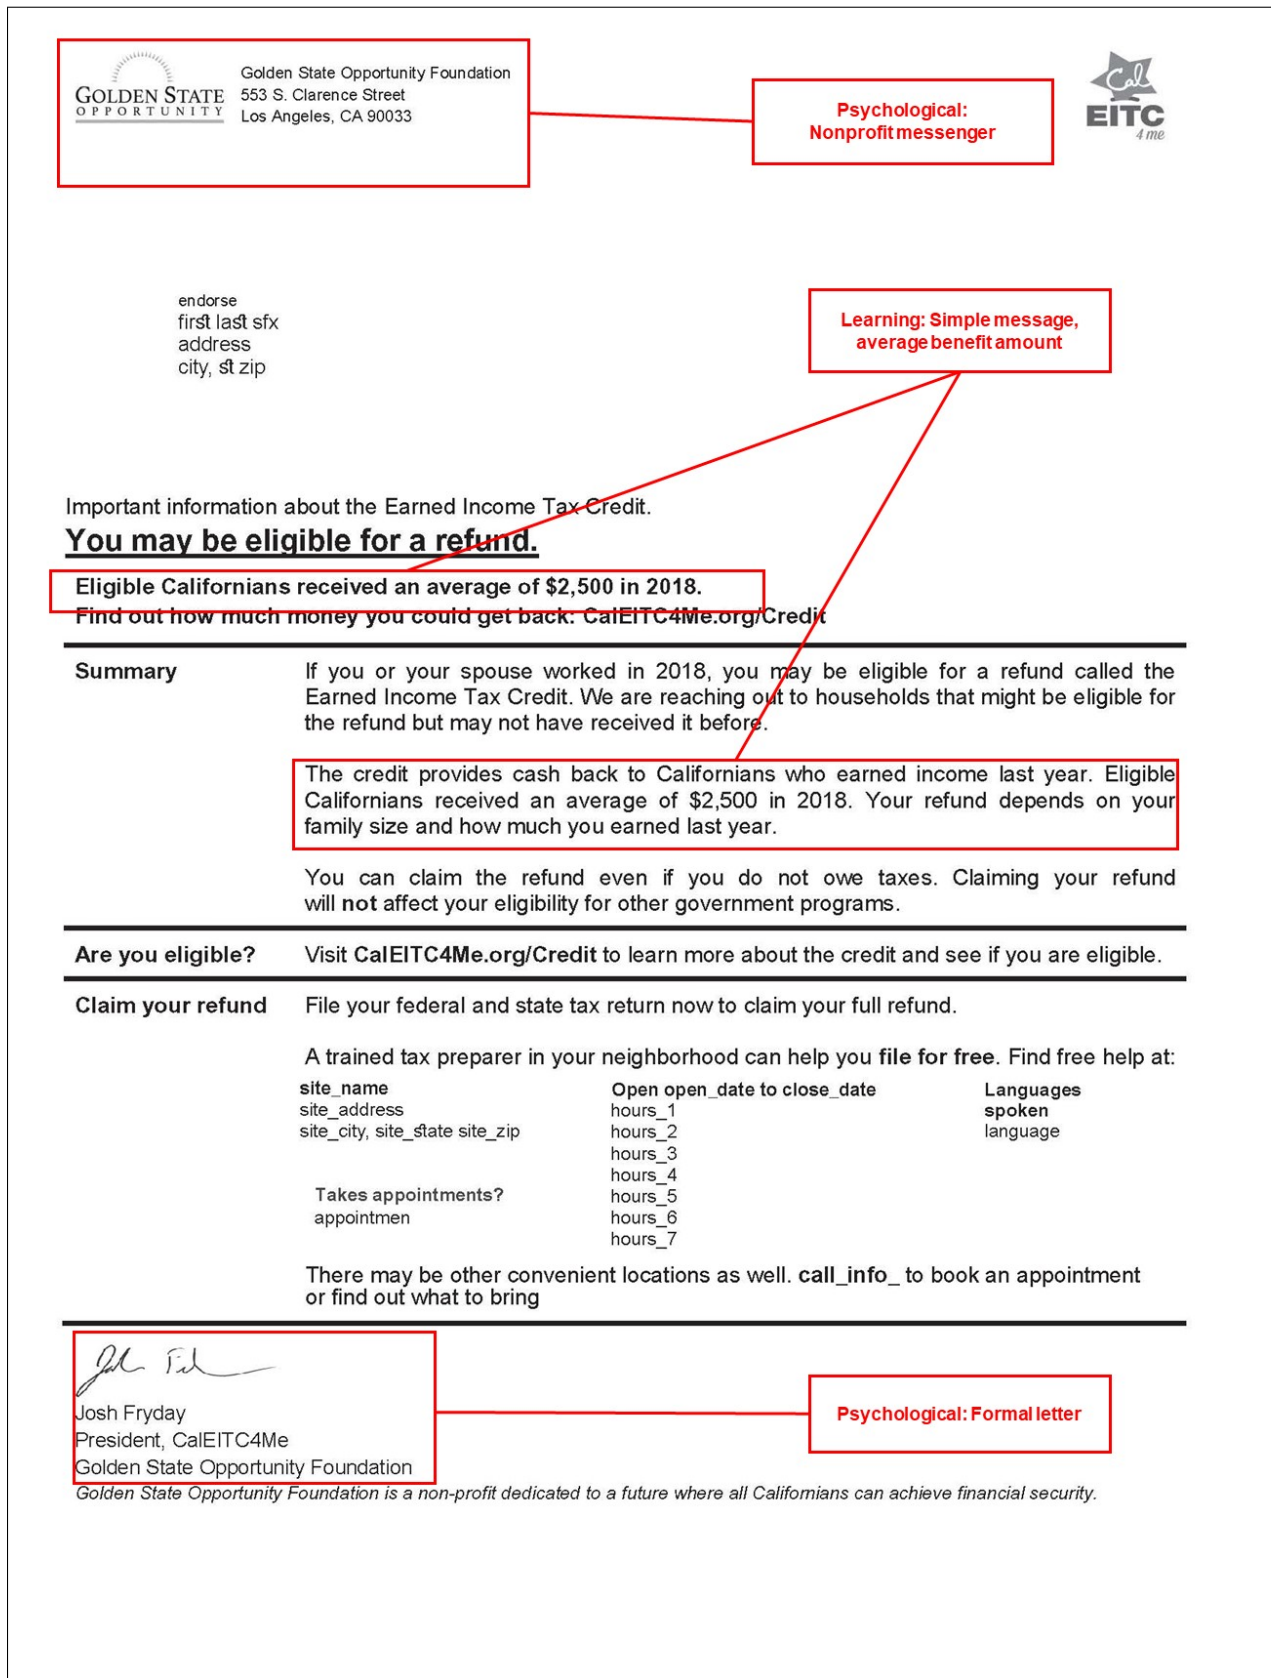 GOLDEN STATE
OPPORTUNITY
Golden State Opportunity Foundation
553 S. Clarence Street
Los Angeles, CA 90033
Psychological:
Nonprofit messenger
Cal
EITC
4 me
endorse
first last sfx
address
city, st zip
Learning: Simple message,
average benefit amount
Important information about the Earned Income Tax Credit.
You may be eligible for a refund.
Eligible Californians received an average of $2,500 in 2018.
Find out how much money you could get back: CalEITC4Me.org/Credit
Summary
If you or your spouse worked in 2018, you may be eligible for a refund called the
Earned Income Tax Credit. We are reaching out to households that might be eligible for
the refund but may not have received it before.
The credit provides cash back to Californians who earned income last year. Eligible
Californians received an average of $2,500 in 2018. Your refund depends on your
family size and how much you earned last year.
You can claim the refund even if you do not owe taxes. Claiming your refund
will not affect your eligibility for other government programs.
Are you eligible?
Visit CalEITC4Me.org/Credit to learn more about the credit and see if you are eligible.
Claim your refund
File your federal and state tax return now to claim your full refund.
A trained tax preparer in your neighborhood can help you file for free. Find free help at:
site_name
site_address
site_city, site_state site_zip
Takes appointments?
appointmen
Open open_date to close_date
hours_1
hours_2
hours_3
hours_4
hours_5
hours_6
hours_7
Languages
spoken
language
There may be other convenient locations as well. call_info_ to book an appointment
or find out what to bring
Josh Fryday
President, CalEITC4Me
Golden State Opportunity Foundation
Psychological: Formal letter
Golden State Opportunity Foundation is a non-profit dedicated to a future where all Californians can achieve financial security.